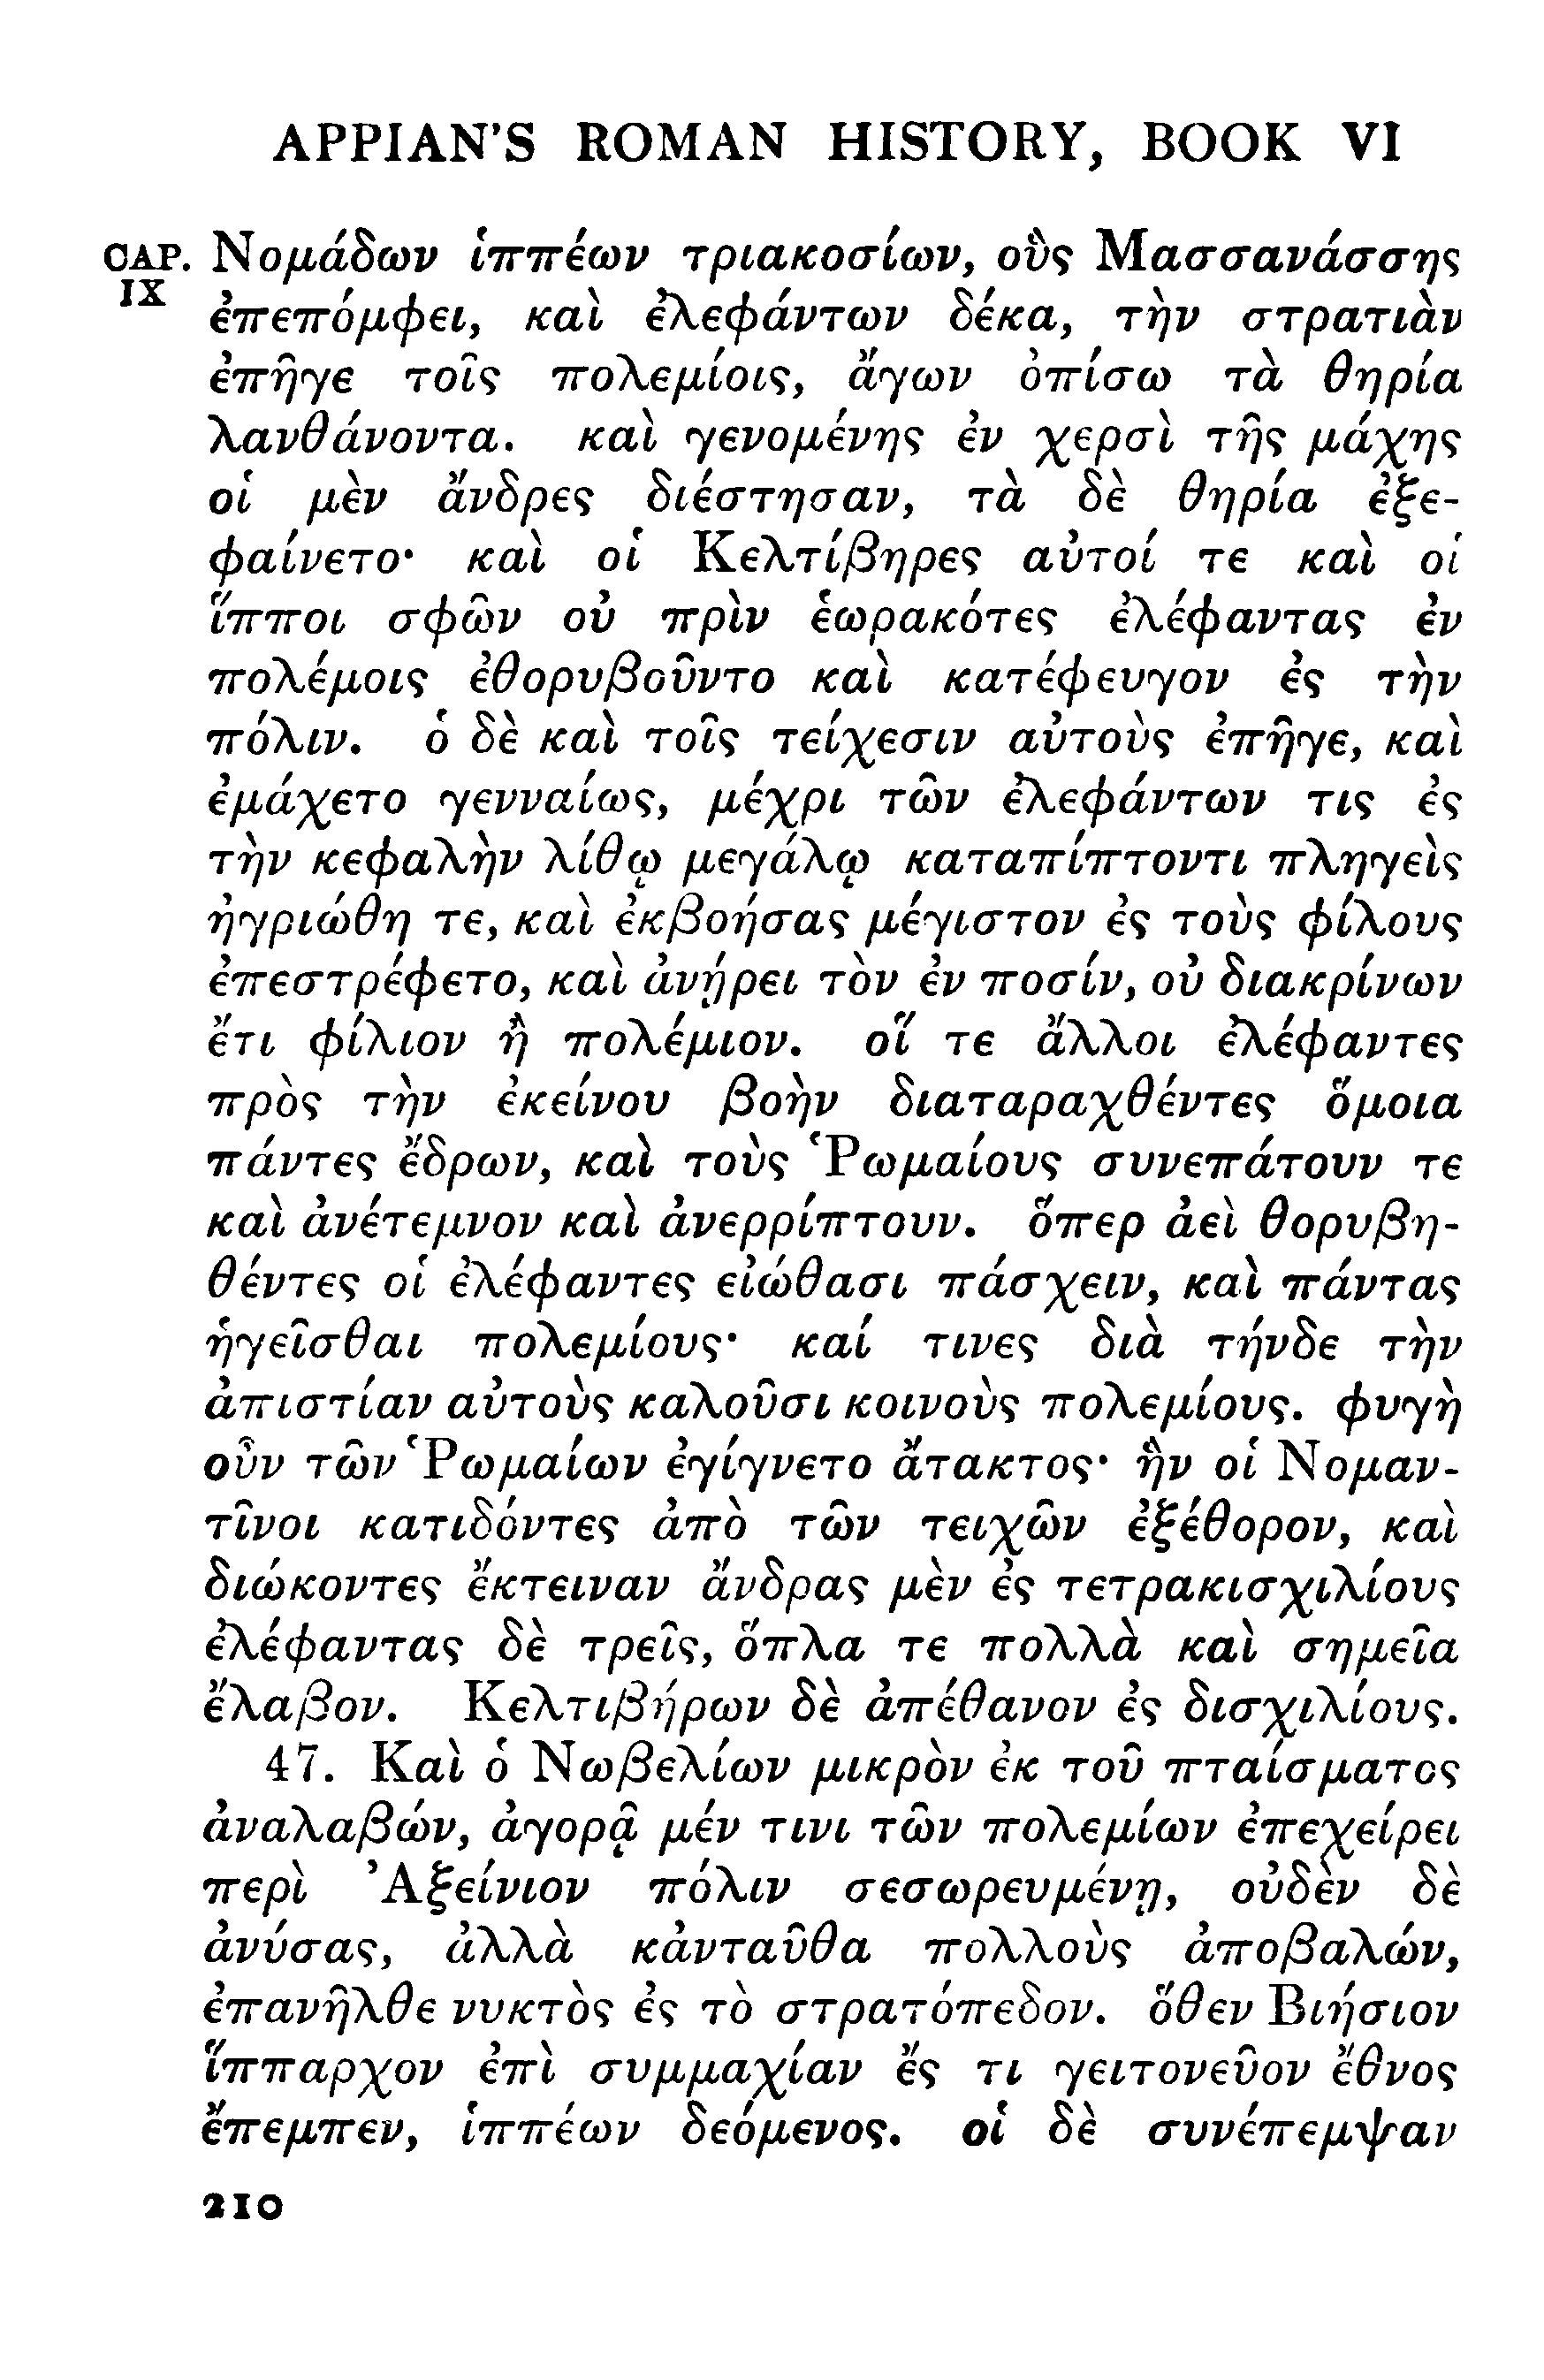 APPIAN'S ROMAN HISTORY, BOOK VI
CAP. IX Νομάδων ἱππέων τριακοσίων, οὓς Μασσανάσσης
ἐπεπόμφει, καὶ ἐλεφάντων δέκα, τὴν στρατιὰν
ἐπῆγε τοῖς πολεμίοις, ἄγων ὀπίσω τὰ θηρία
λανθάνοντα. καὶ γενομένης ἐν χερσὶ τῆς μάχης
οἱ μὲν ἄνδρες διέστησαν, τὰ δὲ θηρία ἐξε-
φαίνετο· καὶ οἱ Κελτίβηρες αὐτοί τε καὶ οἱ
ἵπποι σφῶν οὐ πρὶν ἑωρακότες ἐλέφαντας ἐν
πολέμοις ἐθορυβοῦντο καὶ κατέφευγον ἐς τὴν
πόλιν. ὁ δὲ καὶ τοῖς τείχεσιν αὐτοὺς ἐπῆγε, καὶ
ἐμάχετο γενναίως, μέχρι τῶν ἐλεφάντων τις ἐς
τὴν κεφαλὴν λίθῳ μεγάλῳ καταπίπτοντι πληγεὶς
ἠγριώθη τε, καὶ ἐκβοήσας μέγιστον ἐς τοὺς φίλους
ἐπεστρέφετο, καὶ ἀνῄρει τὸν ἐν ποσίν, οὐ διακρίνων
ἔτι φίλιον ἢ πολέμιον. οἵ τε ἄλλοι ἐλέφαντες
πρὸς τὴν ἐκείνου βοὴν διαταραχθέντες ὅμοια
πάντες ἔδρων, καὶ τοὺς Ῥωμαίους συνεπάτουν τε
καὶ ἀνέτεμνον καὶ ἀνερρίπτουν. ὅπερ ἀεὶ θορυβη-
θέντες οἱ ἐλέφαντες εἰώθασι πάσχειν, καὶ πάντας
ἡγεῖσθαι πολεμίους· καί τινες διὰ τήνδε τὴν
ἀπιστίαν αὐτοὺς καλοῦσι κοινοὺς πολεμίους. φυγὴ
οὖν τῶν Ῥωμαίων ἐγίγνετο ἄτακτος· ἣν οἱ Νομαν-
τῖνοι κατιδόντες ἀπὸ τῶν τειχῶν ἐξέθορον, καὶ
διώκοντες ἔκτειναν ἄνδρας μὲν ἐς τετρακισχιλίους
ἐλέφαντας δὲ τρεῖς, ὅπλα τε πολλὰ καὶ σημεῖα
ἔλαβον. Κελτιβήρων δὲ ἀπέθανον ἐς δισχιλίους.
47. Καὶ ὁ Νωβελίων μικρὸν ἐκ τοῦ πταίσματος
ἀναλαβών, ἀγορᾷ μέν τινι τῶν πολεμίων ἐπεχείρει
περὶ Ἀξείνιον πόλιν σεσωρευμένῃ, οὐδὲν δὲ
ἀνύσας, ἀλλὰ κἀνταῦθα πολλοὺς ἀποβαλών,
ἐπανῆλθε νυκτὸς ἐς τὸ στρατόπεδον. ὅθεν Βιήσιον
ἵππαρχον ἐπὶ συμμαχίαν ἔς τι γειτονεῦον ἔθνος
ἔπεμπεν, ἱππέων δεόμενος. οἱ δὲ συνέπεμψαν
210